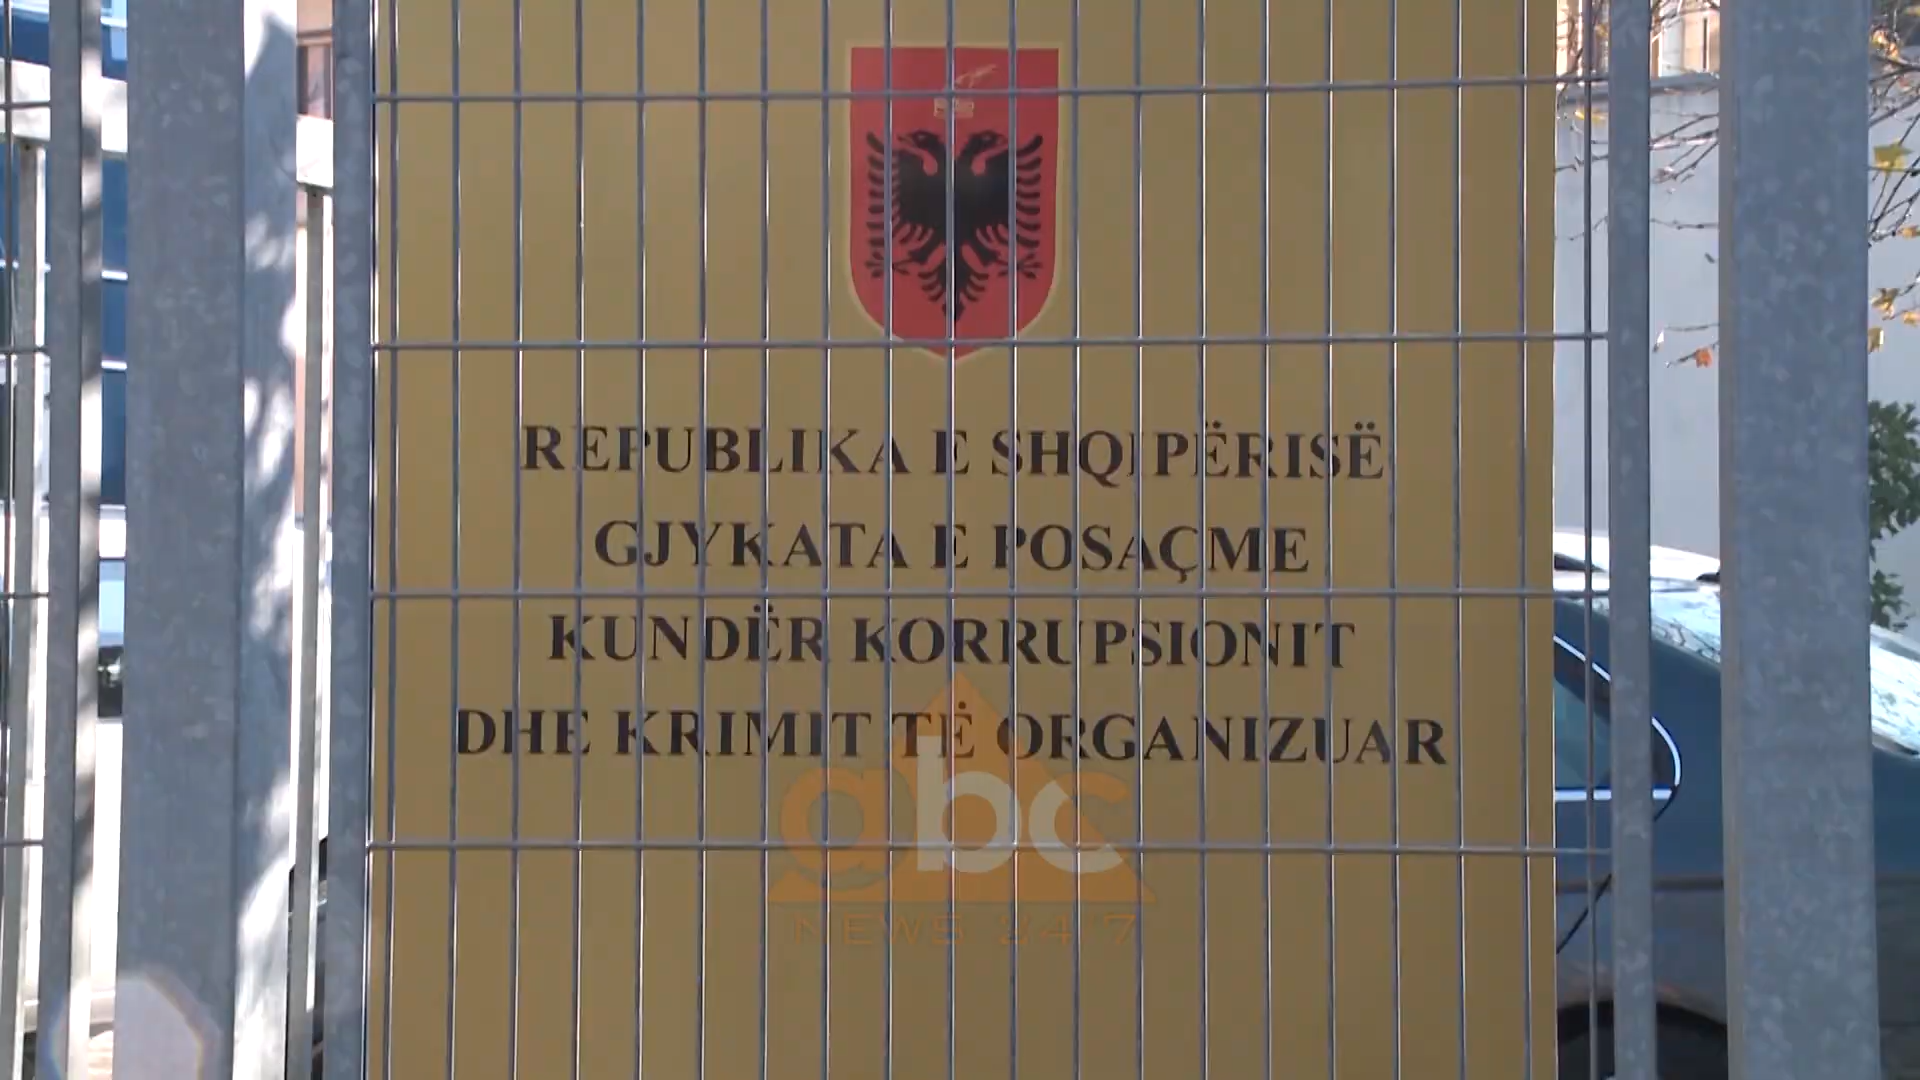 REPUBLIKA E SHQIPËRISË
GJYKATA E POSAÇME
KUNDËR KORRUPSIONIT
DHE KRIMIT TË ORGANIZUAR
abc
NEWS 24/7